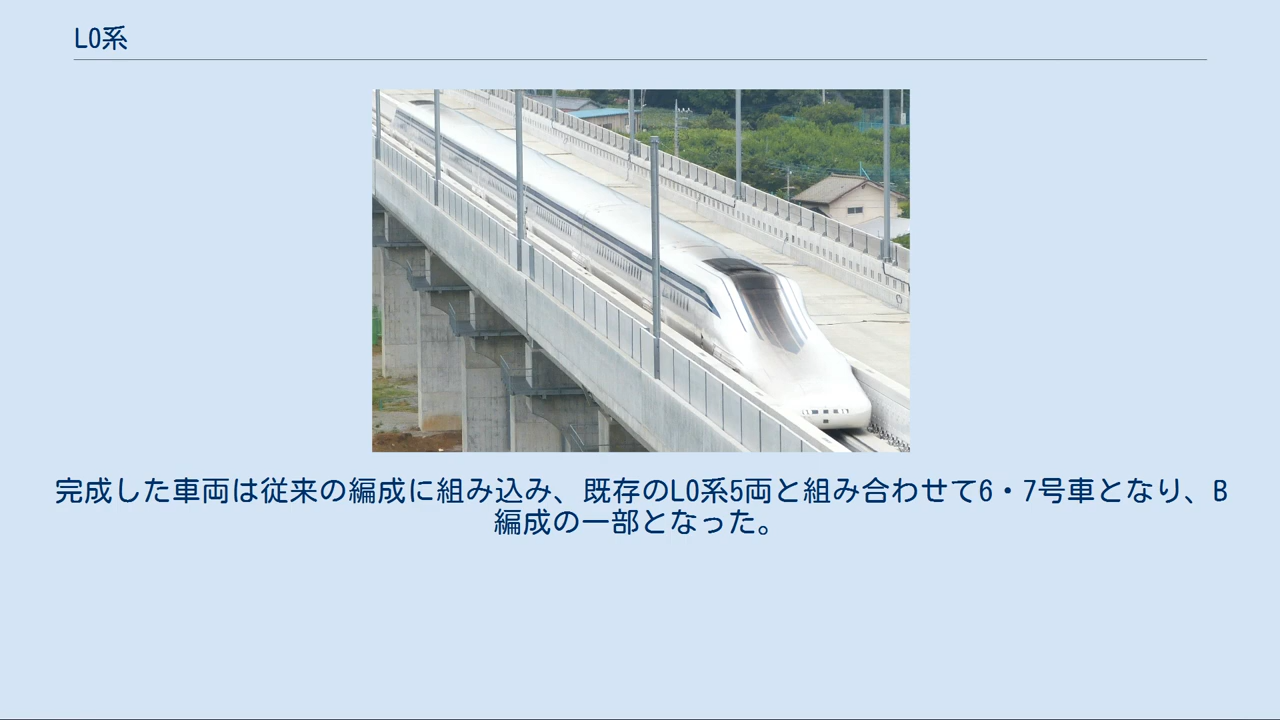 L0系
完成した車両は従来の編成に組み込み、既存のL0系5両と組み合わせて6・7号車となり、B
編成の一部となった。